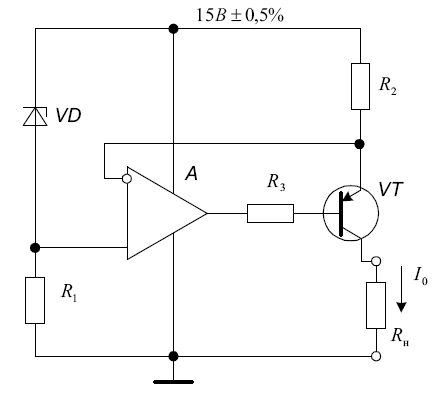 15В ± 0,5%
R₂
VD
A
R₃
VT
I₀
R₁
Rн